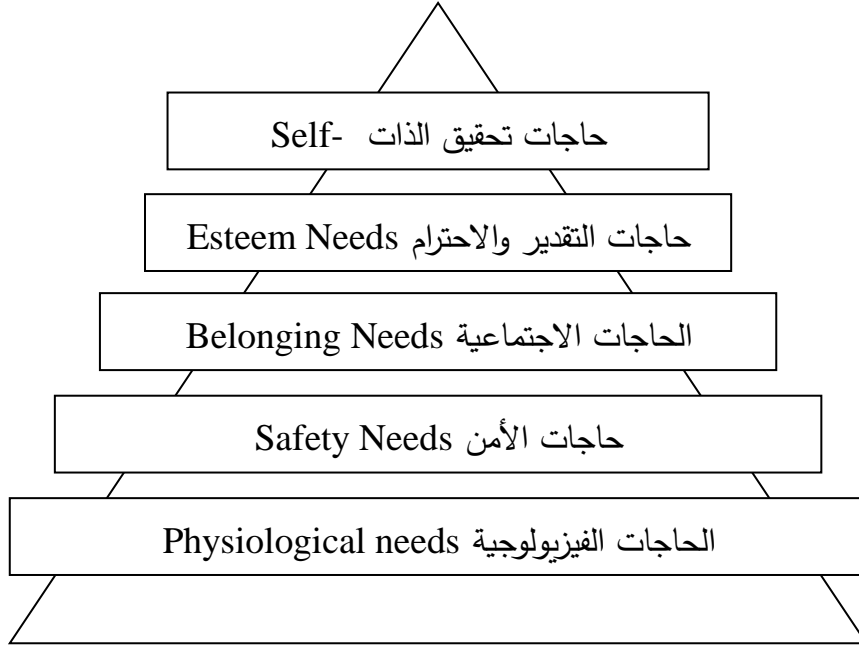 حاجات تحقيق الذات Self-
حاجات التقدير والاحترام Esteem Needs
الحاجات الاجتماعية Belonging Needs
حاجات الأمن Safety Needs
الحاجات الفيزيولوجية Physiological needs